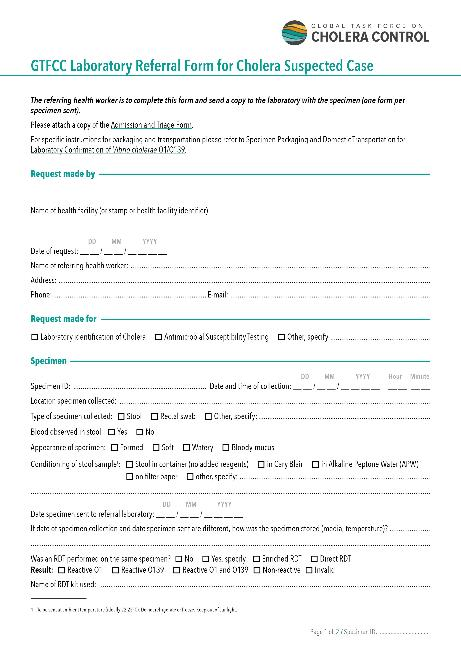 GLOBAL TASK FORCE ON
CHOLERA CONTROL
GTFCC Laboratory Referral Form for Cholera Suspected Case
The referring health worker is to complete this form and send a copy to the laboratory with the specimen (one form per
specimen sent).
Please attach a copy of the Admission and Triage Form.
For specific instructions for packaging and transportation please refer to Specimen Packaging and Domestic Transportation for
Laboratory Confirmation of Vibrio cholerae O1/O139.
Request made by
Name of health facility (or stamp of health facility identifier)
DD MM YYYY
Date of request: __ __ / __ __ / __ __ __ __
Name of referring health worker:
Address:
Phone: E-mail:
Request made for
☐ Laboratory identification of Cholera ☐ Antimicrobial Susceptibility Testing ☐ Other, specify
Specimen
DD MM YYYY Hour Minute
Specimen ID: Date and time of collection: __ __ / __ __ / __ __ __ __ __ __ __ __
Location specimen collected:
Type of specimen collected: ☐ Stool ☐ Rectal swab ☐ Other, specify:
Blood observed in stool ☐ Yes ☐ No
Appearance of specimen: ☐ Formed ☐ Soft ☐ Watery ☐ Bloody mucus
Conditioning of stool sample¹: ☐ Stool in container (no added reagents) ☐ in Cary Blair ☐ in Alkaline Peptone Water (APW)
☐ on filter paper ☐ other, specify:
DD MM YYYY
Date specimen sent to referral laboratory: __ __ / __ __ / __ __ __ __
If date of specimen collection and date specimen sent are different, how was the specimen stored (media, temperature)?
Was an RDT performed on the same specimen? ☐ No ☐ Yes, specify ☐ Enriched RDT ☐ Direct RDT
Result: ☐ Reactive O1 ☐ Reactive O139 ☐ Reactive O1 and O139 ☐ Non-reactive ☐ Invalid
Name of RDT kit used:
Page 1 of 2 / Specimen ID: